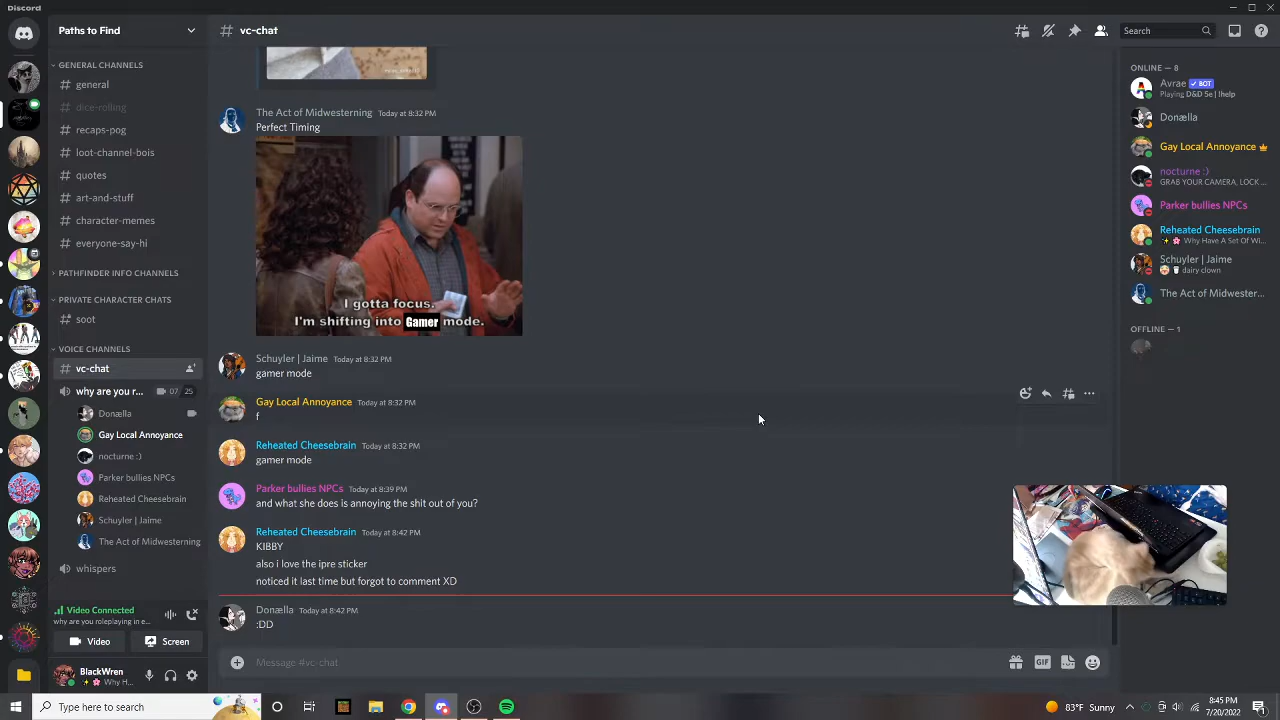 Discord
Paths to Find
vc-chat
Search
GENERAL CHANNELS
general
dice-rolling
recaps-pog
loot-channel-bois
quotes
art-and-stuff
character-memes
everyone-say-hi
PATHFINDER INFO CHANNELS
PRIVATE CHARACTER CHATS
soot
VOICE CHANNELS
vc-chat
why are you r... 07 25
Donælla
Gay Local Annoyance
nocturne :)
Parker bullies NPCs
Reheated Cheesebrain
Schuyler | Jaime
The Act of Midwesterning
whispers
Video Connected
why are you roleplaying in e...
Video
Screen
BlackWren
Why H...
The Act of Midwesterning Today at 8:32 PM
Perfect Timing
I gotta focus.
I'm shifting into Gamer mode.
Schuyler | Jaime Today at 8:32 PM
gamer mode
Gay Local Annoyance Today at 8:32 PM
f
Reheated Cheesebrain Today at 8:32 PM
gamer mode
Parker bullies NPCs Today at 8:39 PM
and what she does is annoying the shit out of you?
Reheated Cheesebrain Today at 8:42 PM
KIBBY
also i love the ipre sticker
noticed it last time but forgot to comment XD
Donælla Today at 8:42 PM
:DD
Message #vc-chat
GIF
ONLINE — 8
Avrae BOT
Playing D&D 5e | !help
Donælla
Gay Local Annoyance
nocturne :)
GRAB YOUR CAMERA, LOCK ...
Parker bullies NPCs
Reheated Cheesebrain
Why Have A Set Of Wi...
Schuyler | Jaime
dairy clown
The Act of Midwester...
OFFLINE — 1
Type here to search
83°F Sunny
8:45 PM
7/20/2022